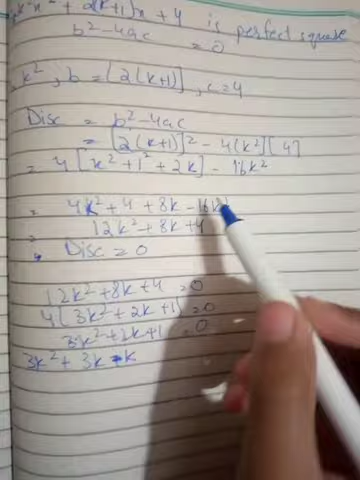 k²x² + 2(k+1)x + 4 is perfect square
b²-4ac = 0
k², b = [2(k+1)], c=4
Disc = b²-4ac
= [2(k+1)]² - 4(k²)[4]
= 4[k²+1²+2k] - 16k²
= 4k²+4+8k-16k²
12k²+8k+4
Disc = 0
12k²+8k+4 = 0
4(3k²+2k+1) = 0
3k²+2k+1 = 0
3k²+3k-k